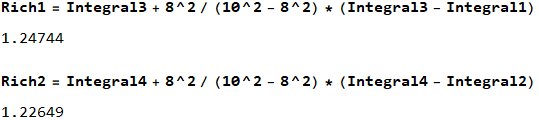 Rich1 = Integral3 + 8^2 / (10^2 - 8^2) * (Integral3 - Integral1)
1.24744
Rich2 = Integral4 + 8^2 / (10^2 - 8^2) * (Integral4 - Integral2)
1.22649